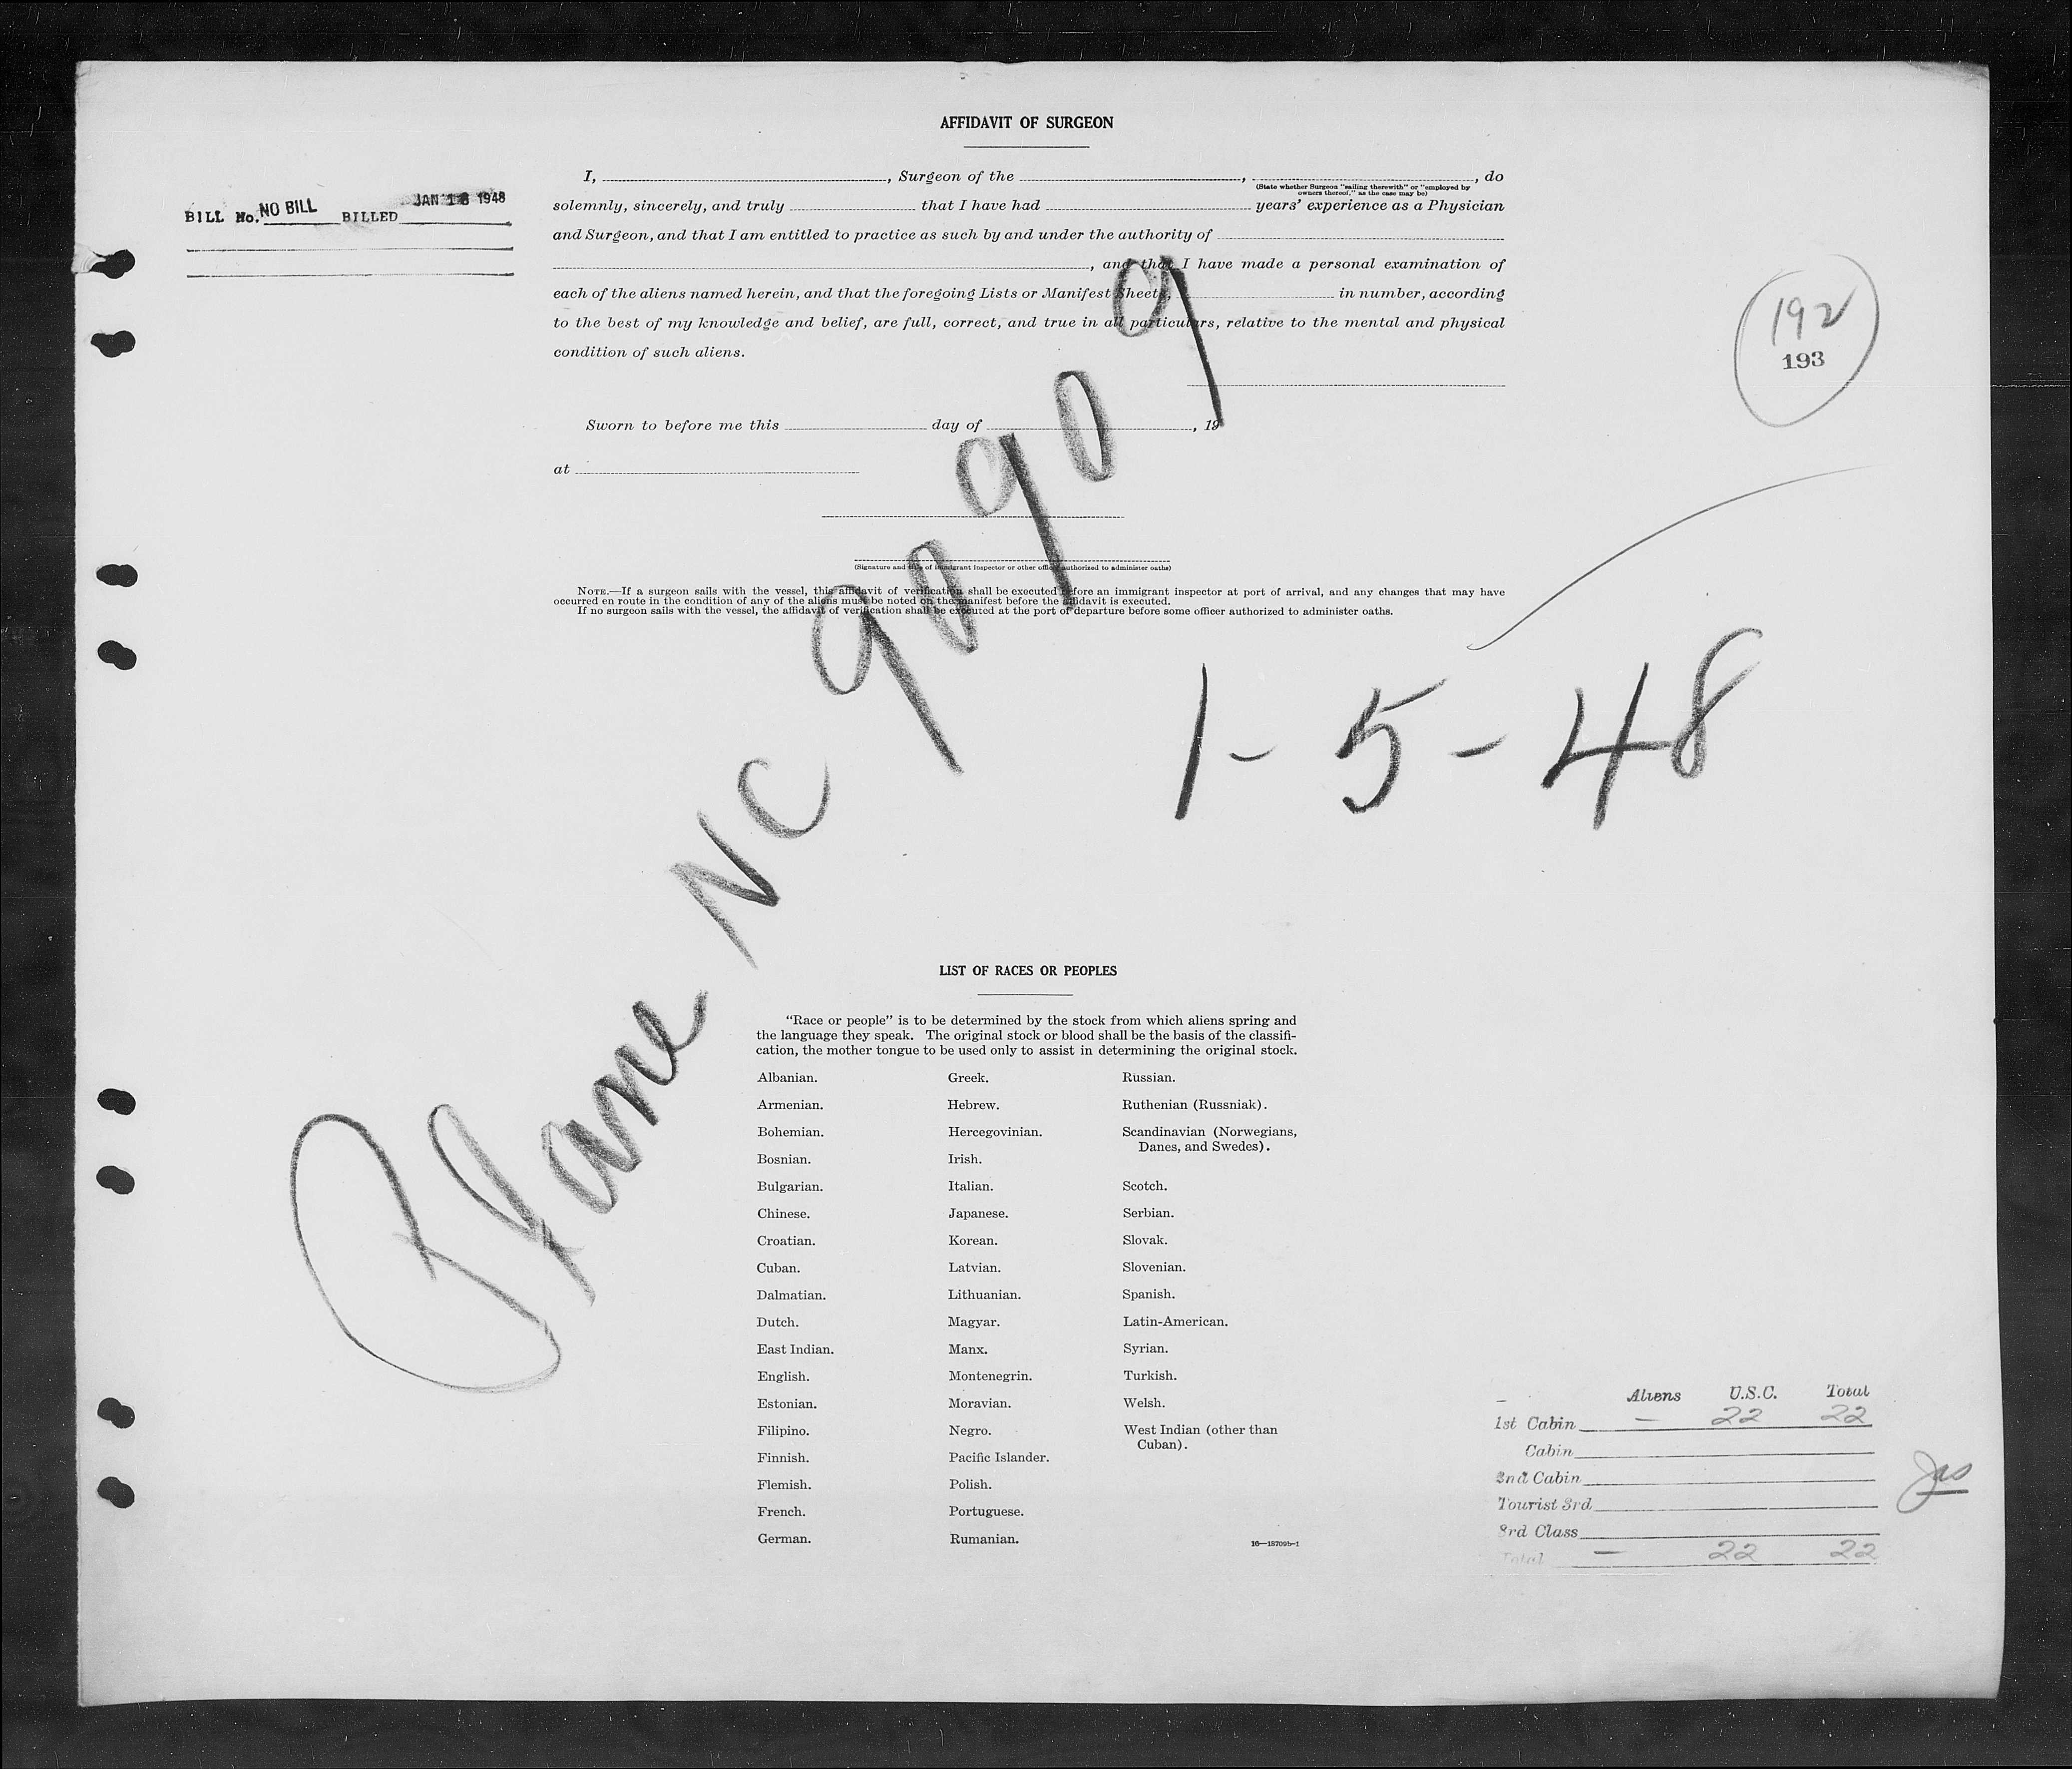 AFFIDAVIT OF SURGEON
BILL No. NO BILL BILLED JAN 1 1948
I, , Surgeon of the , , do
(State whether Surgeon "sailing therewith" or "employed by
owners thereof," as the case may be)
solemnly, sincerely, and truly that I have had years' experience as a Physician
and Surgeon, and that I am entitled to practice as such by and under the authority of
, and that I have made a personal examination of
each of the aliens named herein, and that the foregoing Lists or Manifest Sheets, in number, according
to the best of my knowledge and belief, are full, correct, and true in all particulars, relative to the mental and physical
condition of such aliens.
192
193
Sworn to before me this day of , 19
at
(Signature and title of immigrant inspector or other officer authorized to administer oaths)
NOTE.—If a surgeon sails with the vessel, this affidavit of verification shall be executed before an immigrant inspector at port of arrival, and any changes that may have
occurred en route in the condition of any of the aliens must be noted on the manifest before the affidavit is executed.
If no surgeon sails with the vessel, the affidavit of verification shall be executed at the port of departure before some officer authorized to administer oaths.
Plane NC 90909
1-5-48
LIST OF RACES OR PEOPLES
"Race or people" is to be determined by the stock from which aliens spring and
the language they speak. The original stock or blood shall be the basis of the classifi-
cation, the mother tongue to be used only to assist in determining the original stock.
Albanian.
Armenian.
Bohemian.
Bosnian.
Bulgarian.
Chinese.
Croatian.
Cuban.
Dalmatian.
Dutch.
East Indian.
English.
Estonian.
Filipino.
Finnish.
Flemish.
French.
German.
Greek.
Hebrew.
Hercegovinian.
Irish.
Italian.
Japanese.
Korean.
Latvian.
Lithuanian.
Magyar.
Manx.
Montenegrin.
Moravian.
Negro.
Pacific Islander.
Polish.
Portuguese.
Rumanian.
Russian.
Ruthenian (Russniak).
Scandinavian (Norwegians,
Danes, and Swedes).
Scotch.
Serbian.
Slovak.
Slovenian.
Spanish.
Latin-American.
Syrian.
Turkish.
Welsh.
West Indian (other than
Cuban).
16—18709b-1
Aliens U.S.C. Total
1st Cabin — 22 22
Cabin
2nd Cabin
Tourist 3rd
3rd Class
Total — 22 22